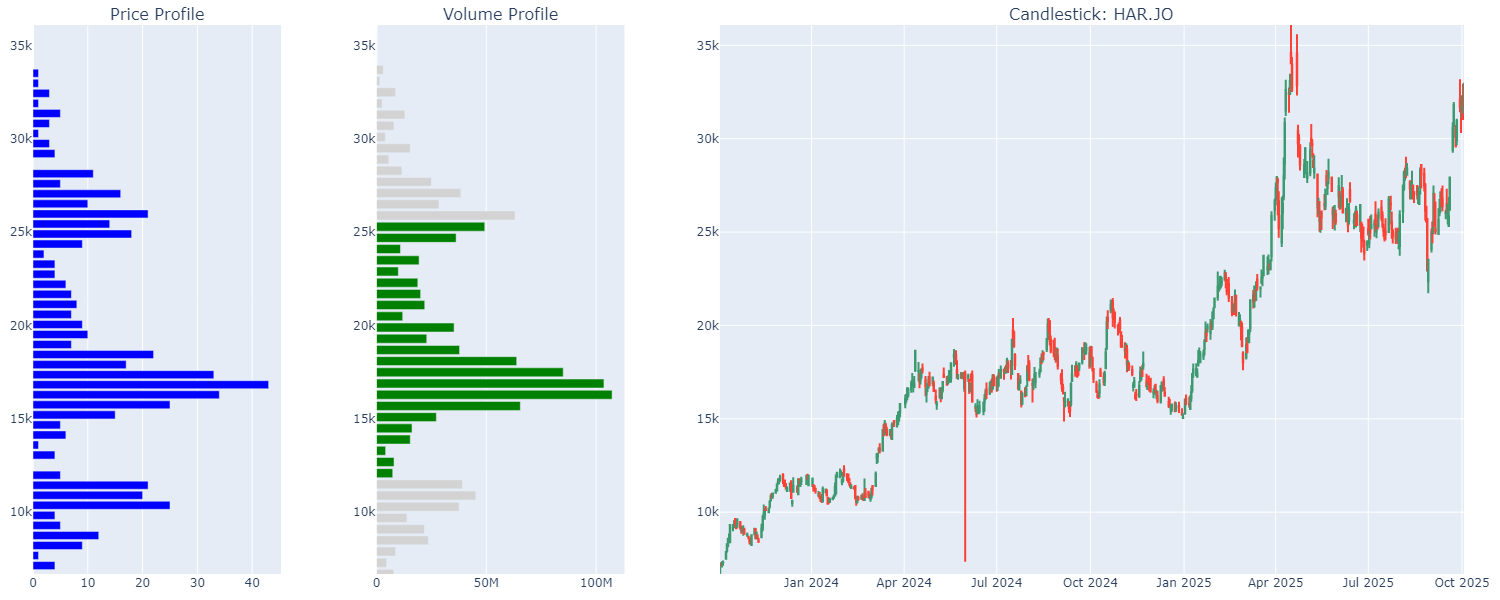 Price Profile
Volume Profile
Candlestick: HAR.JO
35k
30k
25k
20k
15k
10k
0
10
20
30
40
35k
30k
25k
20k
15k
10k
0
50M
100M
35k
30k
25k
20k
15k
10k
Jan 2024
Apr 2024
Jul 2024
Oct 2024
Jan 2025
Apr 2025
Jul 2025
Oct 2025